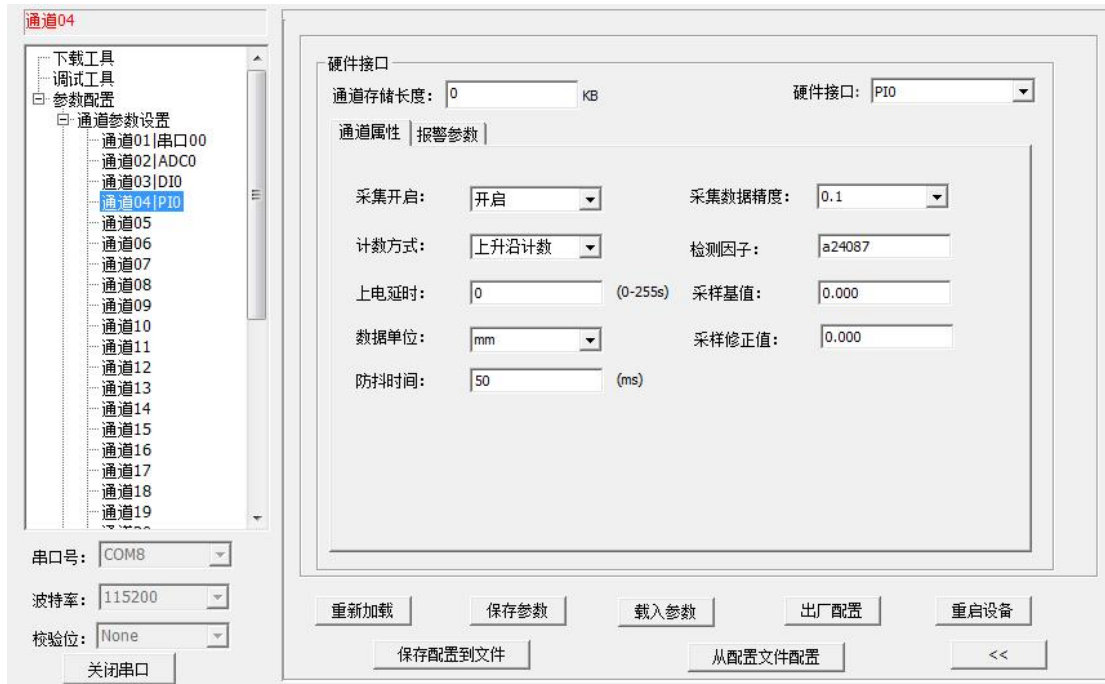 通道04
下载工具
调试工具
参数配置
通道参数设置
通道01|串口00
通道02|ADC0
通道03|DI0
通道04|PI0
通道05
通道06
通道07
通道08
通道09
通道10
通道11
通道12
通道13
通道14
通道15
通道16
通道17
通道18
通道19
串口号： COM8
波特率： 115200
校验位： None
关闭串口
硬件接口
通道存储长度： 0 KB 硬件接口： PI0
通道属性 报警参数
采集开启： 开启 采集数据精度： 0.1
计数方式： 上升沿计数 检测因子： a24087
上电延时： 0 (0-255s) 采样基值： 0.000
数据单位： mm 采样修正值： 0.000
防抖时间： 50 (ms)
重新加载 保存参数 载入参数 出厂配置 重启设备
保存配置到文件 从配置文件配置 <<